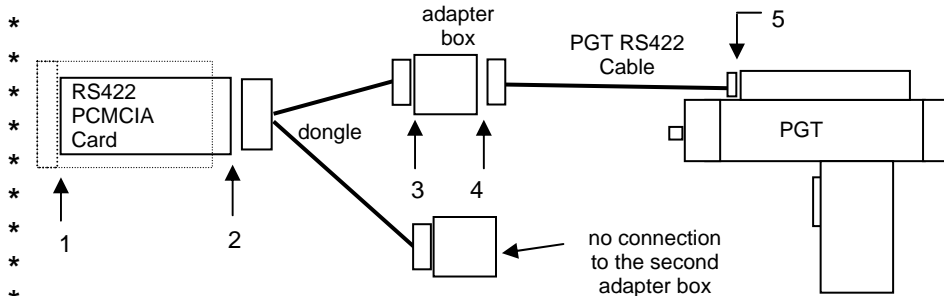 *
*
*
*
*
*
*
*
*
adapter
box
5
PGT RS422
Cable
RS422
PCMCIA
Card
dongle
PGT
1
2
3
4
no connection
to the second
adapter box